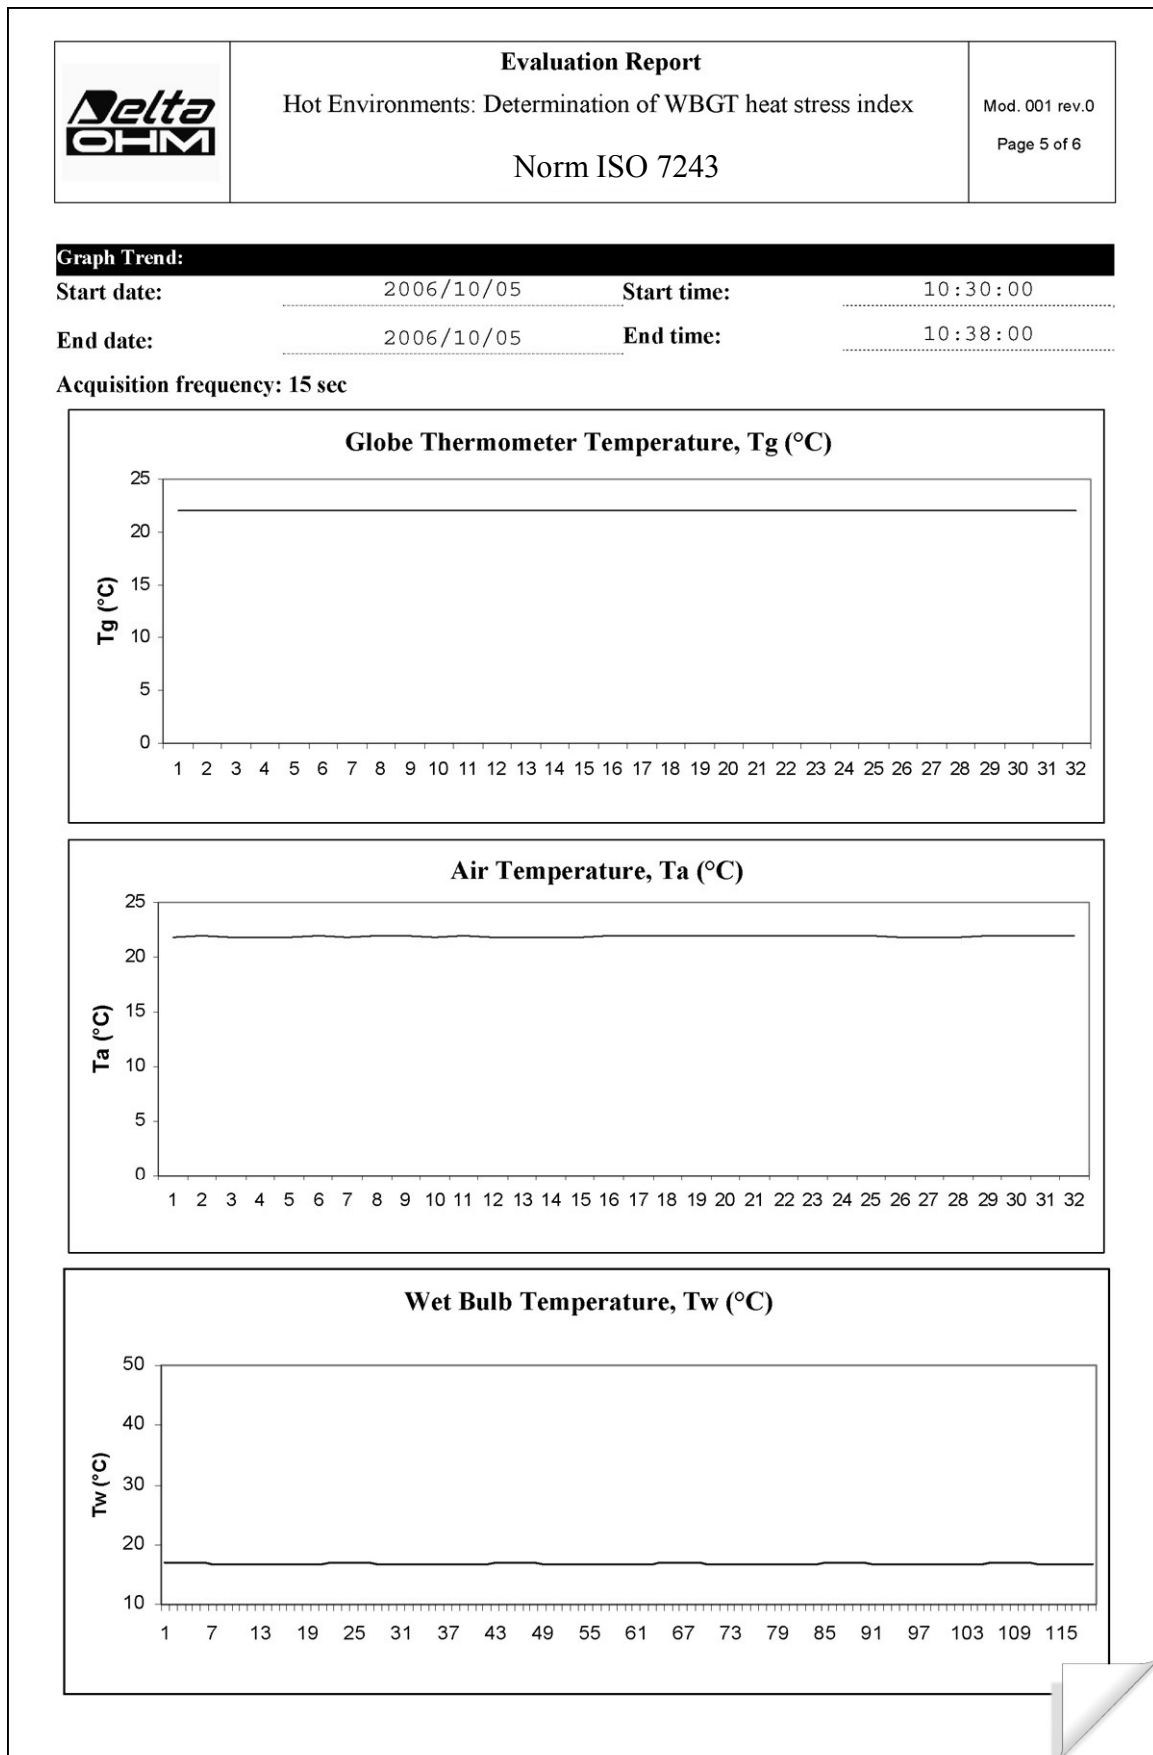 Delta
OHM
Evaluation Report
Hot Environments: Determination of WBGT heat stress index
Norm ISO 7243
Mod. 001 rev.0
Page 5 of 6
Graph Trend:
Start date: 2006/10/05 Start time: 10:30:00
End date: 2006/10/05 End time: 10:38:00
Acquisition frequency: 15 sec
Globe Thermometer Temperature, Tg (°C)
Tg (°C)
25
20
15
10
5
0
1 2 3 4 5 6 7 8 9 10 11 12 13 14 15 16 17 18 19 20 21 22 23 24 25 26 27 28 29 30 31 32
Air Temperature, Ta (°C)
Ta (°C)
25
20
15
10
5
0
1 2 3 4 5 6 7 8 9 10 11 12 13 14 15 16 17 18 19 20 21 22 23 24 25 26 27 28 29 30 31 32
Wet Bulb Temperature, Tw (°C)
Tw (°C)
50
40
30
20
10
1 7 13 19 25 31 37 43 49 55 61 67 73 79 85 91 97 103 109 115